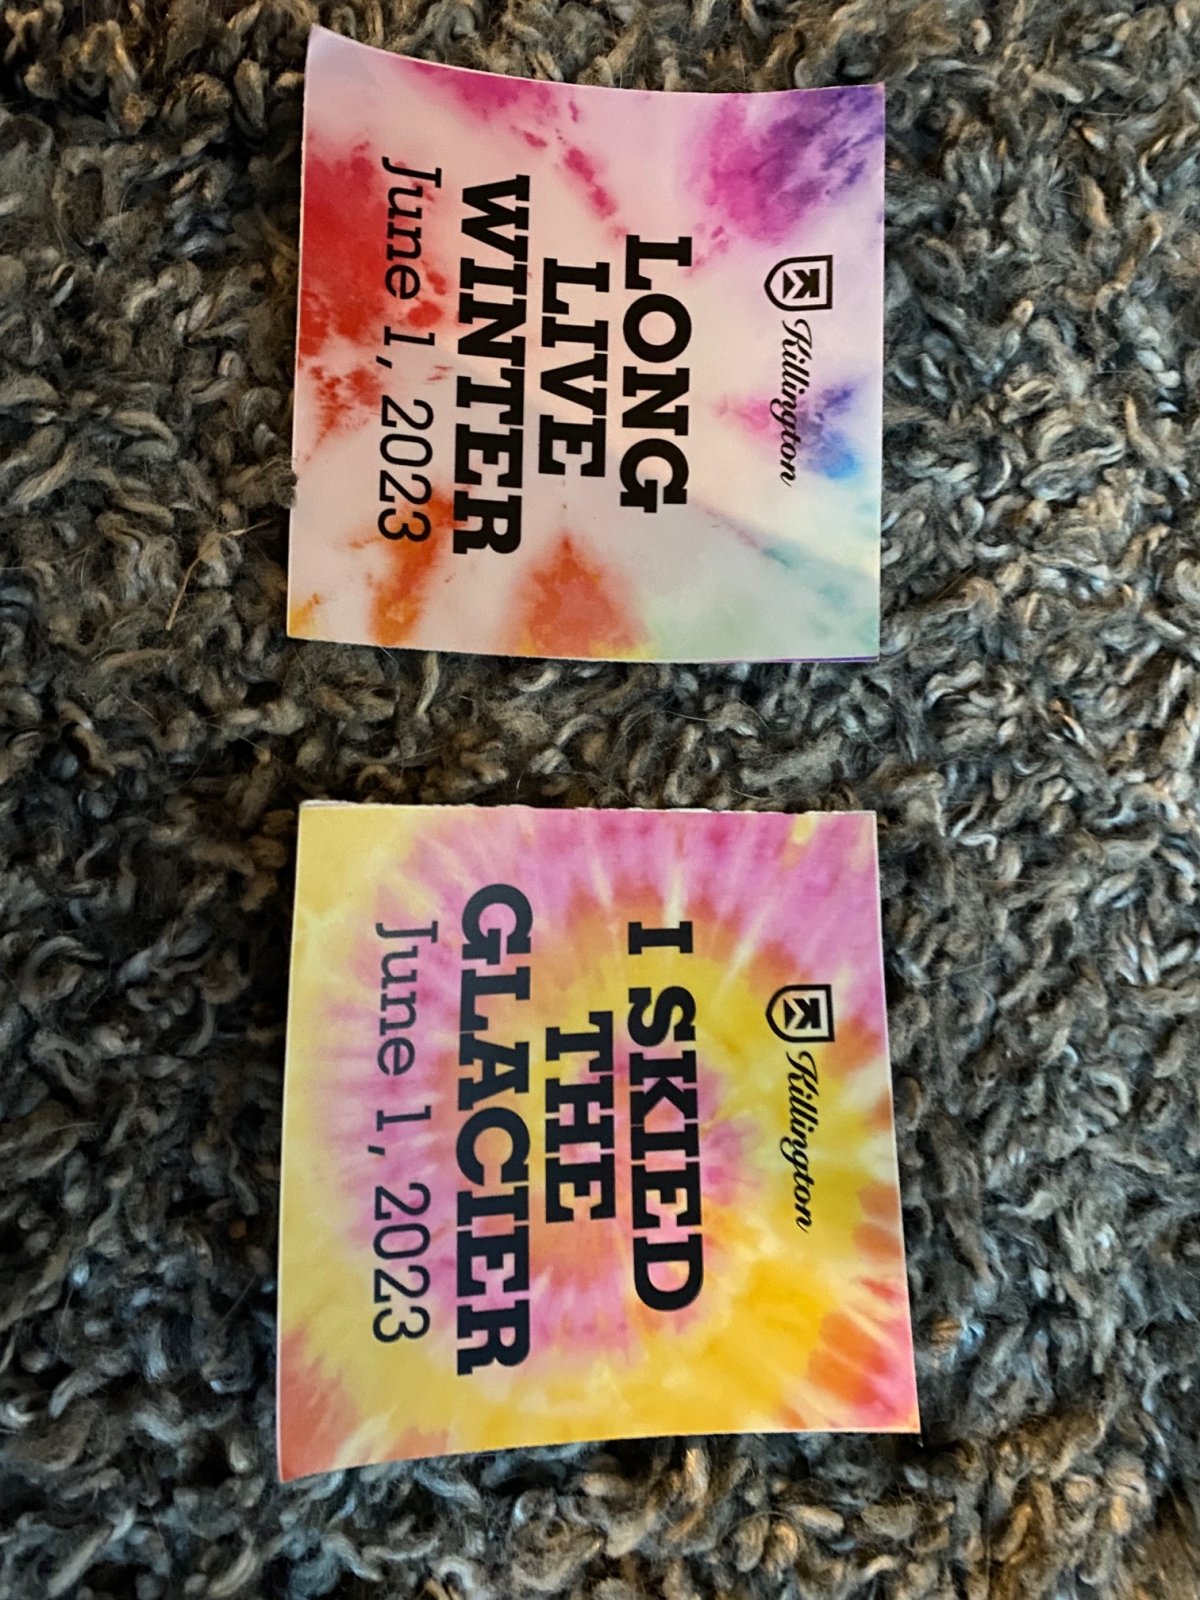 Killington
LONG
LIVE
WINTER
June 1, 2023
Killington
I SKIED
THE
GLACIER
June 1, 2023